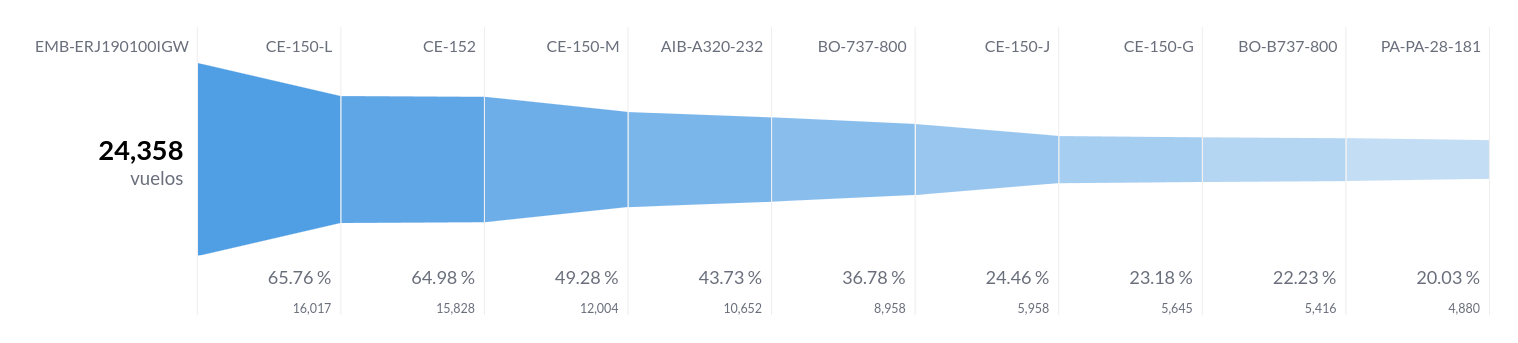 EMB-ERJ190100IGW CE-150-L CE-152 CE-150-M AIB-A320-232 BO-737-800 CE-150-J CE-150-G BO-B737-800 PA-PA-28-181
24,358
vuelos
65.76 % 64.98 % 49.28 % 43.73 % 36.78 % 24.46 % 23.18 % 22.23 % 20.03 %
16,017 15,828 12,004 10,652 8,958 5,958 5,645 5,416 4,880